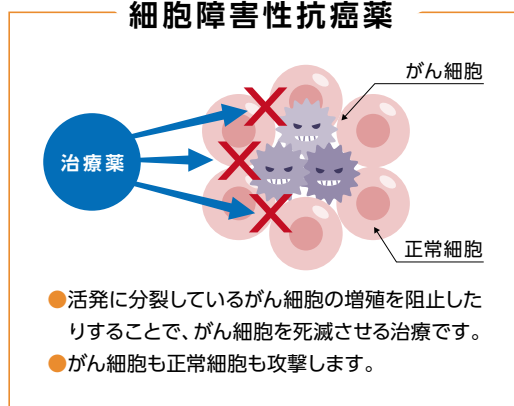 細胞障害性抗癌薬
がん細胞
治療薬
正常細胞
●活発に分裂しているがん細胞の増殖を阻止した
りすることで、がん細胞を死滅させる治療です。
●がん細胞も正常細胞も攻撃します。